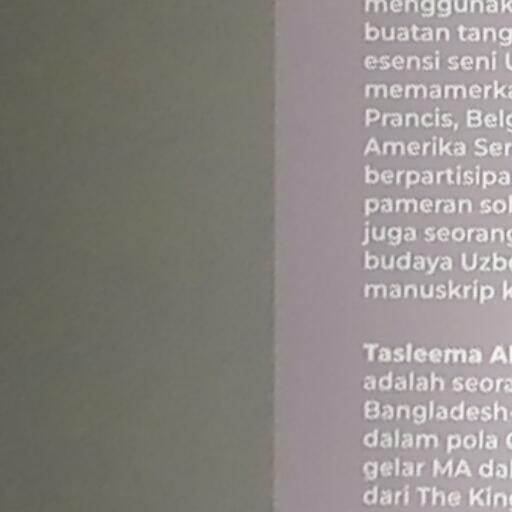 menggunak
buatan tang
esensi seni U
memamerka
Prancis, Belg
Amerika Ser
berpartisipa
pameran sol
juga seorang
budaya Uzbe
manuskrip k
Tasleema Al
adalah seora
Bangladesh-
dalam pola G
gelar MA dal
dari The King